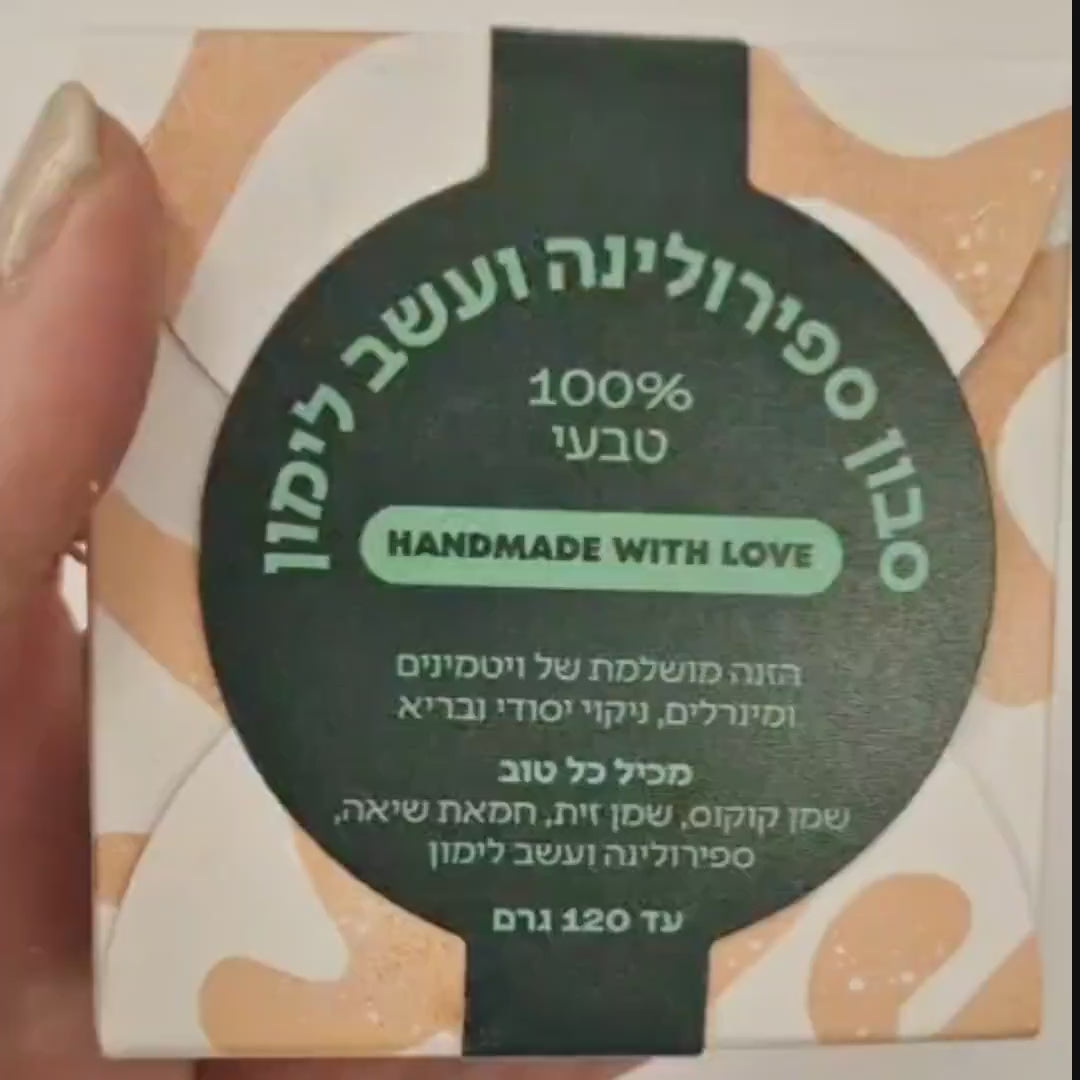 סבון ספירולינה ועשב לימון
100%
טבעי
HANDMADE WITH LOVE
הזנה מושלמת של ויטמינים
ומינרלים, ניקוי יסודי ובריא
מכיל כל טוב
שמן קוקוס, שמן זית, חמאת שיאה,
ספירולינה ועשב לימון
עד 120 גרם